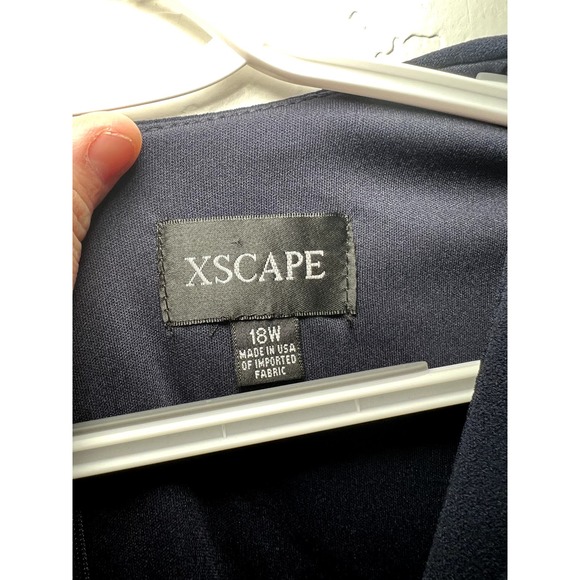 XSCAPE
18W
MADE IN USA
OF IMPORTED
FABRIC